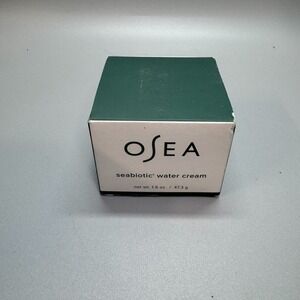 OSEA
seabiotic® water cream
net wt. 1.6 oz / 47.3 g